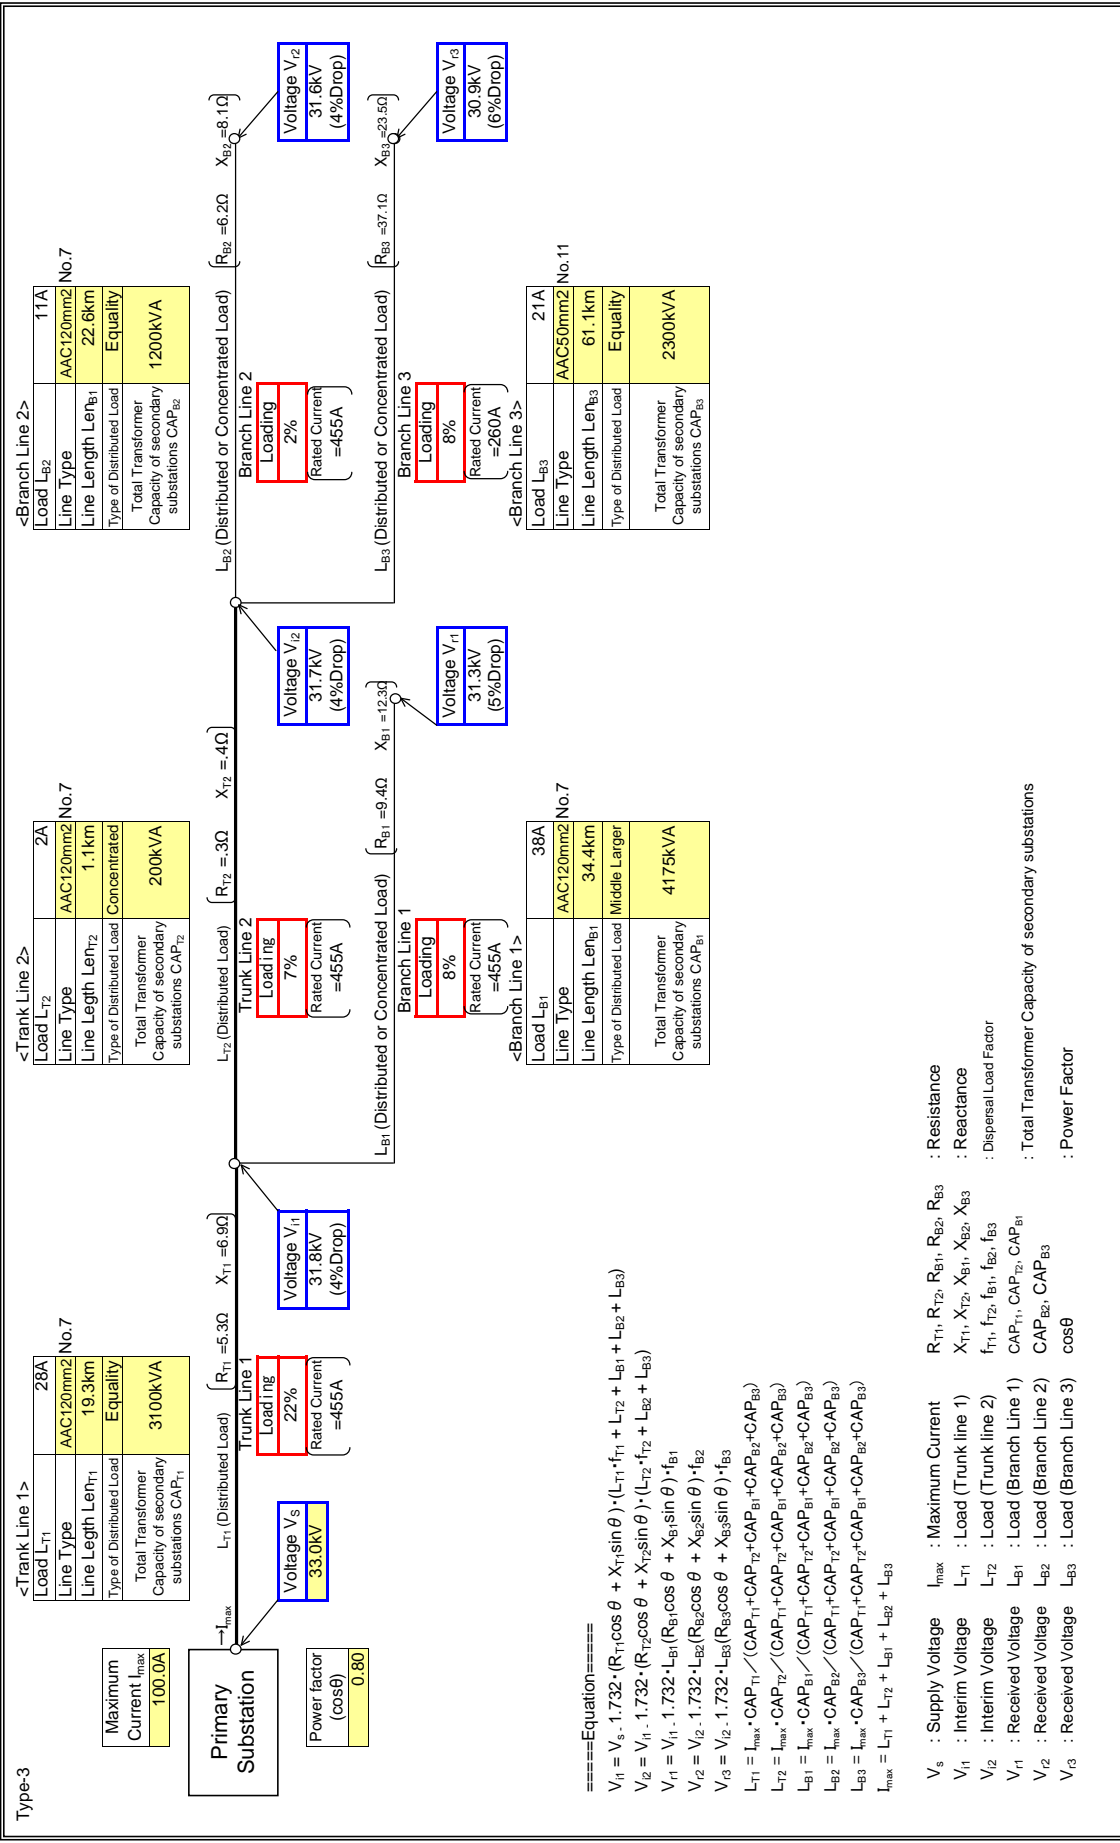 Type-3
Maximum
Current Imax
100.0A
Primary
Substation
Power factor
(cosθ)
0.80
→Imax
Voltage Vs
33.0kV
<Trank Line 1>
Load LT1 28A
Line Type AAC120mm2 No.7
Line Legth LenT1 19.3km
Type of Distributed Load Equality
Total Transformer
Capacity of secondary
substations CAPT1
3100kVA
LT1 (Distributed Load)
RT1 =5.3Ω XT1 =6.9Ω
Trunk Line 1
Loading
22%
Rated Current
=455A
Voltage Vi1
31.8kV
(4%Drop)
<Trank Line 2>
Load LT2 2A
Line Type AAC120mm2 No.7
Line Legth LenT2 1.1km
Type of Distributed Load Concentrated
Total Transformer
Capacity of secondary
substations CAPT2
200kVA
LT2 (Distributed Load)
RT2 =.3Ω XT2 =.4Ω
Trunk Line 2
Loading
7%
Rated Current
=455A
Voltage Vi2
31.7kV
(4%Drop)
LB1 (Distributed or Concentrated Load)
RB1 =9.4Ω XB1 =12.3Ω
Branch Line 1
Loading
8%
Rated Current
=455A
Voltage Vr1
31.3kV
(5%Drop)
<Branch Line 1>
Load LB1 38A
Line Type AAC120mm2 No.7
Line Length LenB1 34.4km
Type of Distributed Load Middle Larger
Total Transformer
Capacity of secondary
substations CAPB1
4175kVA
<Branch Line 2>
Load LB2 11A
Line Type AAC120mm2 No.7
Line Length LenB1 22.6km
Type of Distributed Load Equality
Total Transformer
Capacity of secondary
substations CAPB2
1200kVA
LB2 (Distributed or Concentrated Load)
RB2 =6.2Ω XB2 =8.1Ω
Branch Line 2
Loading
2%
Rated Current
=455A
Voltage Vr2
31.6kV
(4%Drop)
LB3 (Distributed or Concentrated Load)
RB3 =37.1Ω XB3 =23.5Ω
Branch Line 3
Loading
8%
Rated Current
=260A
Voltage Vr3
30.9kV
(6%Drop)
<Branch Line 3>
Load LB3 21A
Line Type AAC50mm2 No.11
Line Length LenB3 61.1km
Type of Distributed Load Equality
Total Transformer
Capacity of secondary
substations CAPB3
2300kVA
=====Equation=====
Vi1 = Vs - 1.732・(RT1cos θ + XT1sin θ)・(LT1・fT1 + LT2 + LB1 + LB2 + LB3)
Vi2 = Vi1 - 1.732・(RT2cos θ + XT2sin θ)・(LT2・fT2 + LB2 + LB3)
Vr1 = Vi1 - 1.732・LB1(RB1cos θ + XB1sin θ)・fB1
Vr2 = Vi2 - 1.732・LB2(RB2cos θ + XB2sin θ)・fB2
Vr3 = Vi2 - 1.732・LB3(RB3cos θ + XB3sin θ)・fB3
LT1 = Imax・CAPT1／(CAPT1+CAPT2+CAPB1+CAPB2+CAPB3)
LT2 = Imax・CAPT2／(CAPT1+CAPT2+CAPB1+CAPB2+CAPB3)
LB1 = Imax・CAPB1／(CAPT1+CAPT2+CAPB1+CAPB2+CAPB3)
LB2 = Imax・CAPB2／(CAPT1+CAPT2+CAPB1+CAPB2+CAPB3)
LB3 = Imax・CAPB3／(CAPT1+CAPT2+CAPB1+CAPB2+CAPB3)
Imax = LT1 + LT2 + LB1 + LB2 + LB3
Vs : Supply Voltage Imax : Maximum Current RT1, RT2, RB1, RB2, RB3 : Resistance
Vi1 : Interim Voltage LT1 : Load (Trunk line 1) XT1, XT2, XB1, XB2, XB3 : Reactance
Vi2 : Interim Voltage LT2 : Load (Trunk line 2) fT1, fT2, fB1, fB2, fB3 : Dispersal Load Factor
Vr1 : Received Voltage LB1 : Load (Branch Line 1) CAPT1, CAPT2, CAPB1 : Total Transformer Capacity of secondary substations
Vr2 : Received Voltage LB2 : Load (Branch Line 2) CAPB2, CAPB3
Vr3 : Received Voltage LB3 : Load (Branch Line 3) cosθ : Power Factor